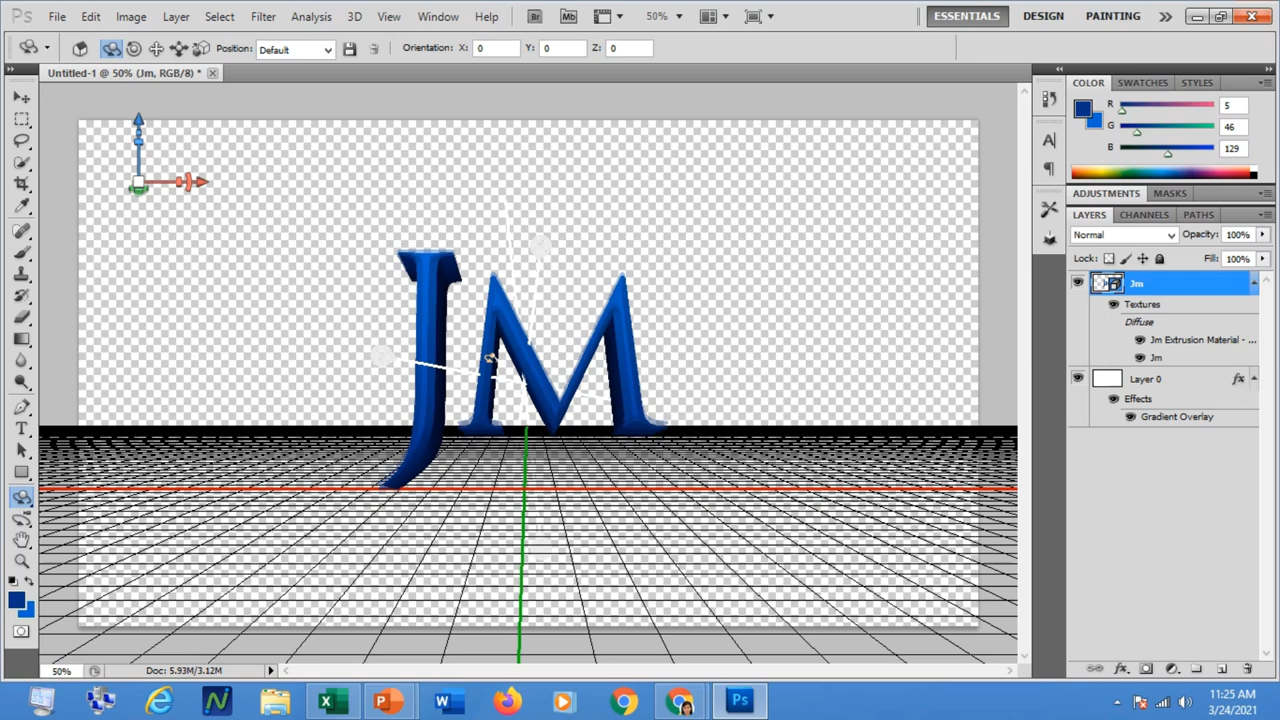 Ps File Edit Image Layer Select Filter Analysis 3D View Window Help Br Mb 50% ESSENTIALS DESIGN PAINTING
Position: Default Orientation: X: 0 Y: 0 Z: 0
Untitled-1 @ 50% (Jm, RGB/8) *
COLOR SWATCHES STYLES
R 5
G 46
B 129
ADJUSTMENTS MASKS
LAYERS CHANNELS PATHS
Normal Opacity: 100%
Lock: Fill: 100%
Jm
Textures
Diffuse
Jm Extrusion Material - ...
Jm
Layer 0 fx
Effects
Gradient Overlay
JM
50% Doc: 5.93M/3.12M
11:25 AM
3/24/2021